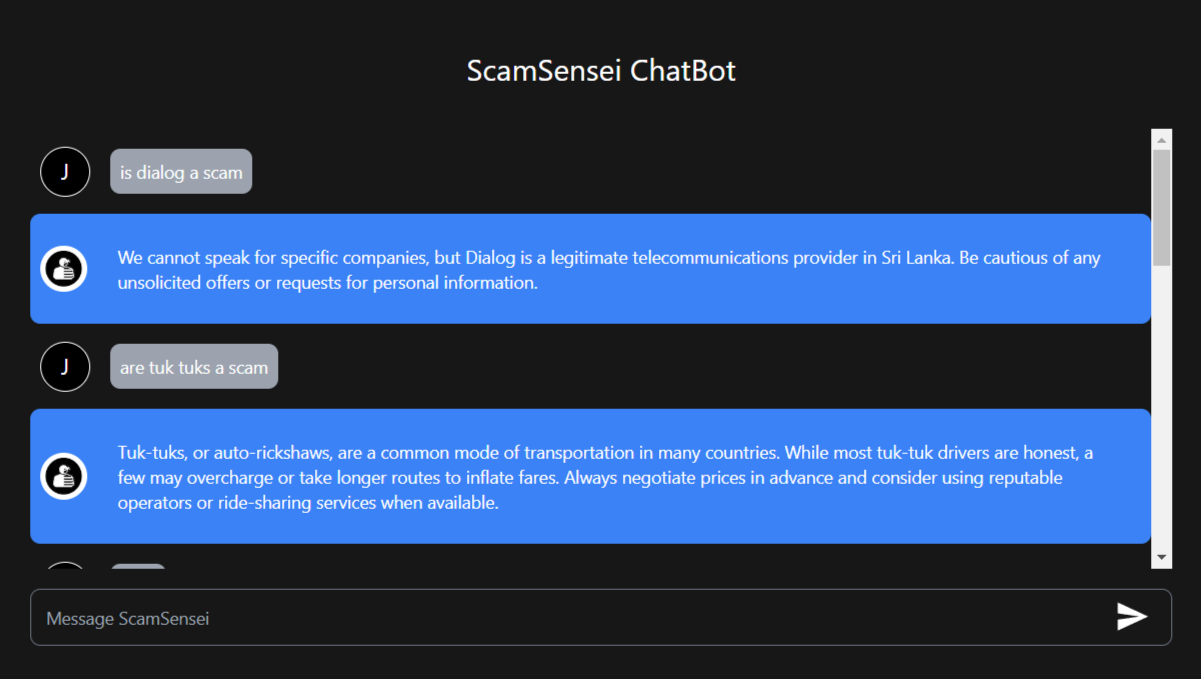 ScamSensei ChatBot
J
is dialog a scam
We cannot speak for specific companies, but Dialog is a legitimate telecommunications provider in Sri Lanka. Be cautious of any
unsolicited offers or requests for personal information.
J
are tuk tuks a scam
Tuk-tuks, or auto-rickshaws, are a common mode of transportation in many countries. While most tuk-tuk drivers are honest, a
few may overcharge or take longer routes to inflate fares. Always negotiate prices in advance and consider using reputable
operators or ride-sharing services when available.
Message ScamSensei